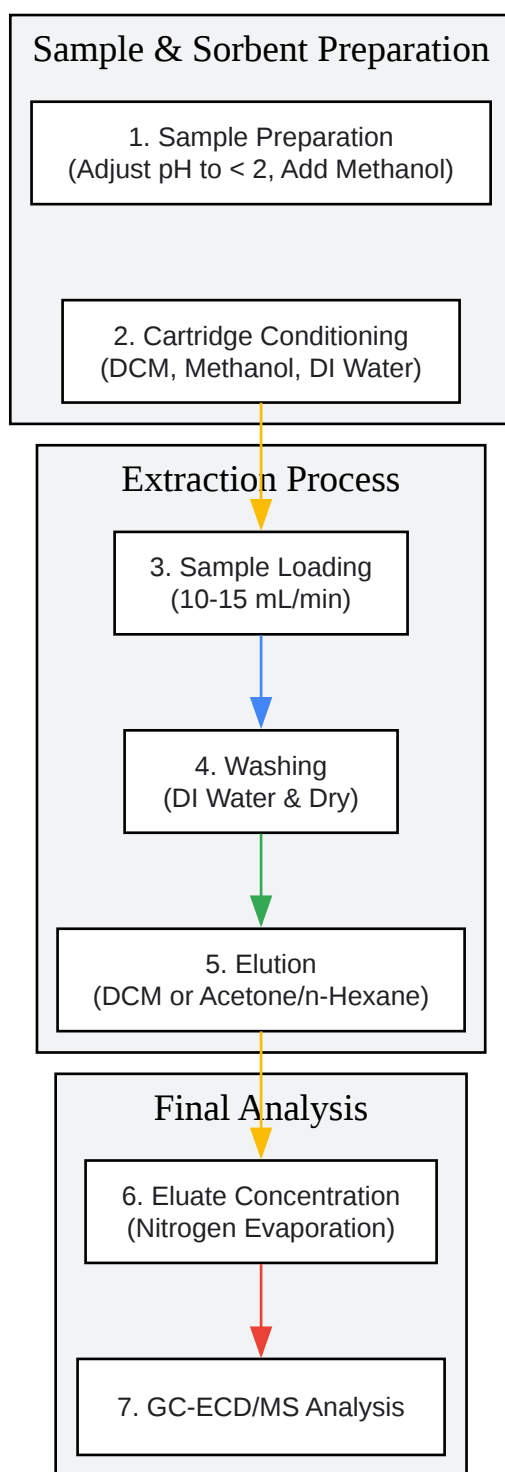 Sample & Sorbent Preparation
1. Sample Preparation
(Adjust pH to < 2, Add Methanol)
2. Cartridge Conditioning
(DCM, Methanol, DI Water)
Extraction Process
3. Sample Loading
(10-15 mL/min)
4. Washing
(DI Water & Dry)
5. Elution
(DCM or Acetone/n-Hexane)
Final Analysis
6. Eluate Concentration
(Nitrogen Evaporation)
7. GC-ECD/MS Analysis